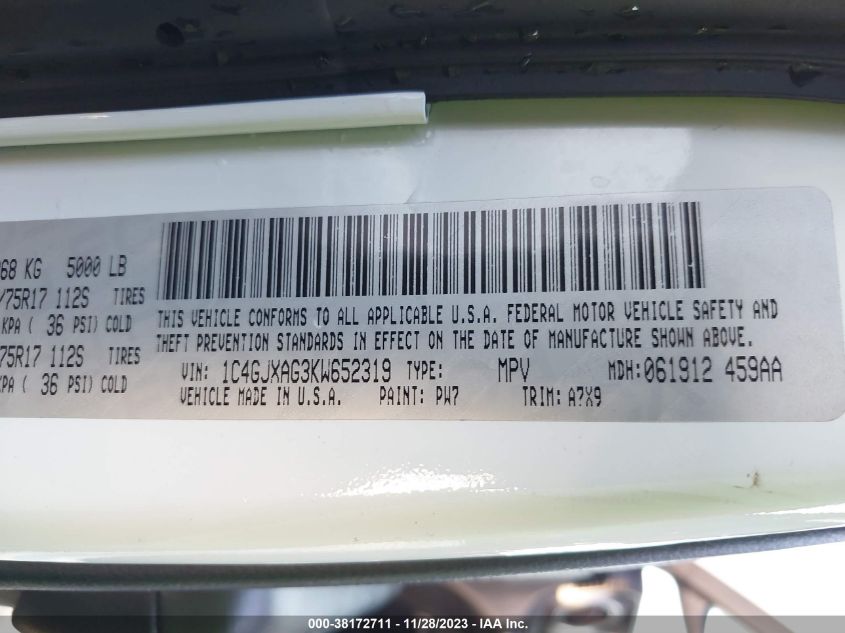 268 KG 5000 LB
/75R17 112S TIRES
KPA ( 36 PSI) COLD
75R17 112S TIRES
KPA ( 36 PSI) COLD
THIS VEHICLE CONFORMS TO ALL APPLICABLE U.S.A. FEDERAL MOTOR VEHICLE SAFETY AND
THEFT PREVENTION STANDARDS IN EFFECT ON THE DATE OF MANUFACTURE SHOWN ABOVE.
VIN: 1C4GJXAG3KW652319 TYPE: MPV MDH:061912 459AA
VEHICLE MADE IN U.S.A. PAINT: PW7 TRIM: A7X9
000-38172711 - 11/28/2023 - IAA Inc.